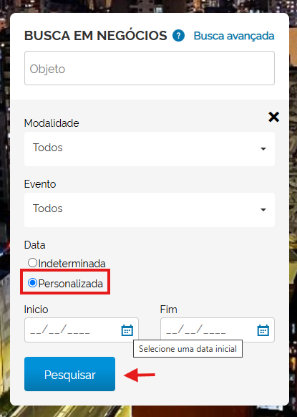 BUSCA EM NEGÓCIOS ? Busca avançada
Objeto
Modalidade
Todos
Evento
Todos
Data
Indeterminada
Personalizada
Início Fim
__/__/____ __/__/____
Selecione uma data inicial
Pesquisar